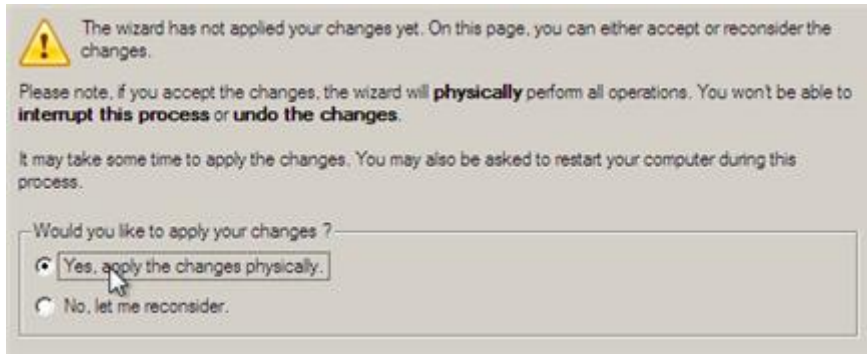 The wizard has not applied your changes yet. On this page, you can either accept or reconsider the
changes.
Please note, if you accept the changes, the wizard will physically perform all operations. You won't be able to
interrupt this process or undo the changes.
It may take some time to apply the changes. You may also be asked to restart your computer during this
process.
Would you like to apply your changes ?
Yes, apply the changes physically.
No, let me reconsider.